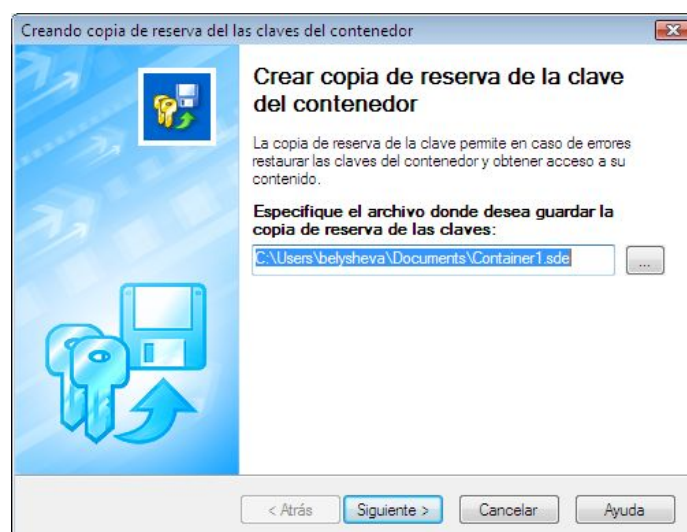 Creando copia de reserva del las claves del contenedor
Crear copia de reserva de la clave
del contenedor
La copia de reserva de la clave permite en caso de errores
restaurar las claves del contenedor y obtener acceso a su
contenido.
Especifique el archivo donde desea guardar la
copia de reserva de las claves:
C:\Users\belysheva\Documents\Container1.sde
...
< Atrás
Siguiente >
Cancelar
Ayuda